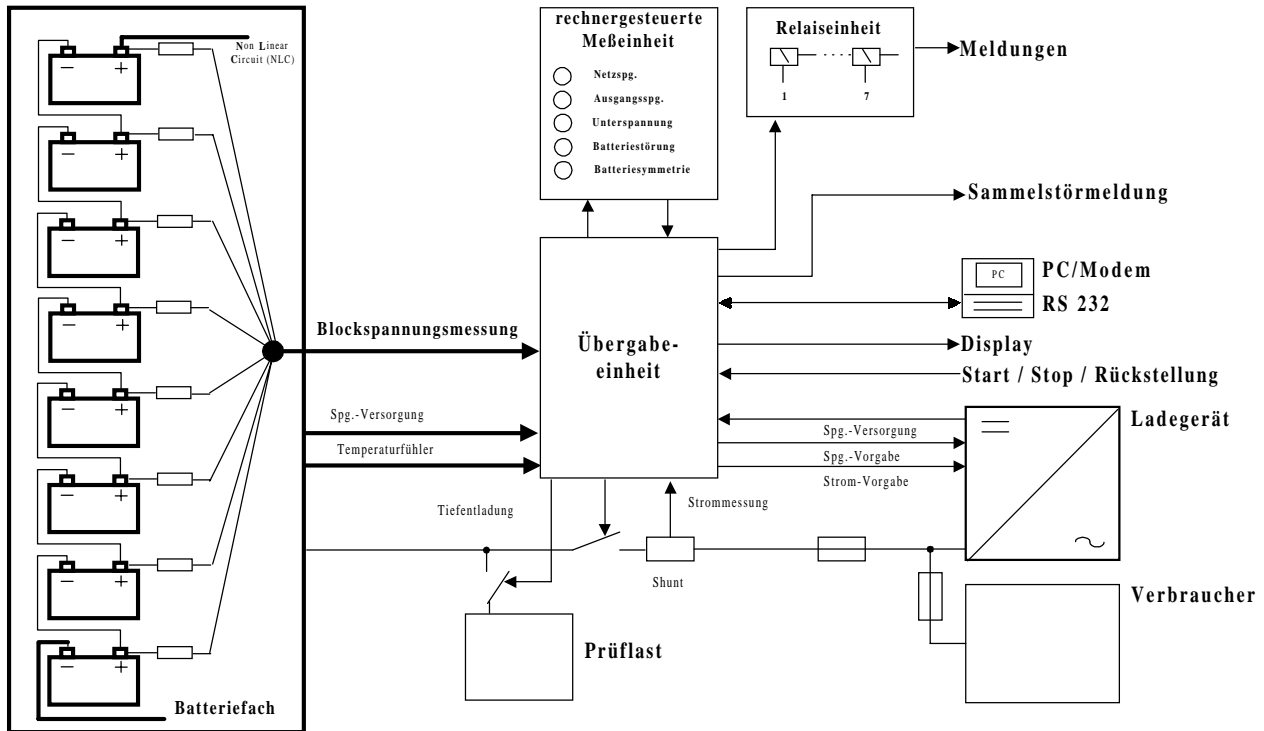 Non Linear
Circuit (NLC)
− +
− +
− +
− +
− +
− +
− +
− +
Batteriefach
rechnergesteuerte
Meßeinheit
Netzspg.
Ausgangsspg.
Unterspannung
Batteriestörung
Batteriesymmetrie
Relaiseinheit
1 7
Meldungen
Sammelstörmeldung
PC
PC/Modem
RS 232
Display
Start / Stop / Rückstellung
Blockspannungsmessung
Übergabe-
einheit
Spg.-Versorgung
Temperaturfühler
Spg.-Versorgung
Spg.-Vorgabe
Strom-Vorgabe
Ladegerät
Tiefentladung
Strommessung
Shunt
Prüflast
Verbraucher